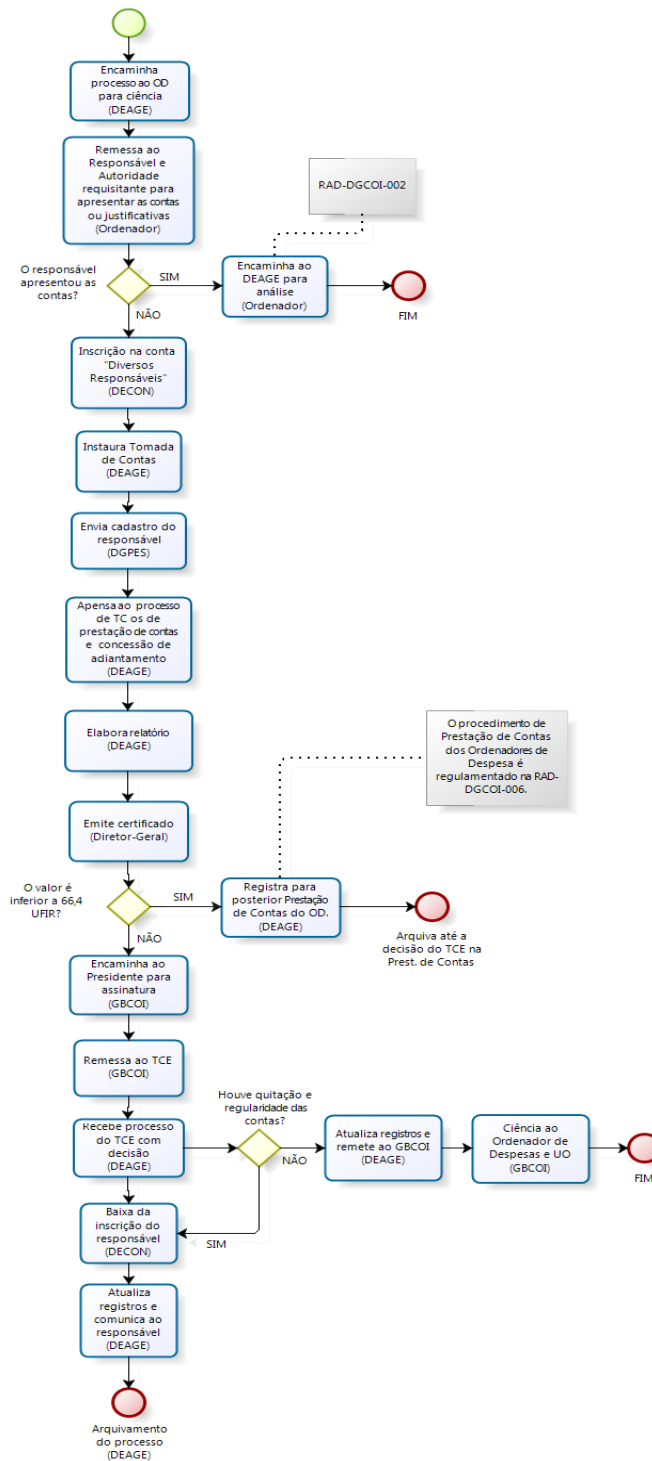 Encaminha
processo ao OD
para ciência
(DEAGE)
Remessa ao
Responsável e
Autoridade
requisitante para
apresentar as contas
ou justificativas
(Ordenador)
RAD-DGCOI-002
O responsável
apresentou as
contas?
SIM
NÃO
Encaminha ao
DEAGE para
análise
(Ordenador)
FIM
Inscrição na conta
"Diversos
Responsáveis"
(DECON)
Instaura Tomada
de Contas
(DEAGE)
Envia cadastro do
responsável
(DGPES)
Apensa ao processo
de TC os de
prestação de contas
e concessão de
adiantamento
(DEAGE)
Elabora relatório
(DEAGE)
O procedimento de
Prestação de Contas
dos Ordenadores de
Despesa é
regulamentado na RAD-
DGCOI-006.
Emite certificado
(Diretor-Geral)
O valor é
inferior a 66,4
UFIR?
SIM
NÃO
Registra para
posterior Prestação
de Contas do OD.
(DEAGE)
Arquiva até a
decisão do TCE na
Prest. de Contas
Encaminha ao
Presidente para
assinatura
(GBCOI)
Remessa ao TCE
(GBCOI)
Recebe processo
do TCE com
decisão
(DEAGE)
Houve quitação e
regularidade das
contas?
NÃO
SIM
Atualiza registros e
remete ao GBCOI
(DEAGE)
Ciência ao
Ordenador de
Despesas e UO
(GBCOI)
FIM
Baixa da
inscrição do
responsável
(DECON)
Atualiza
registros e
comunica ao
responsável
(DEAGE)
Arquivamento
do processo
(DEAGE)